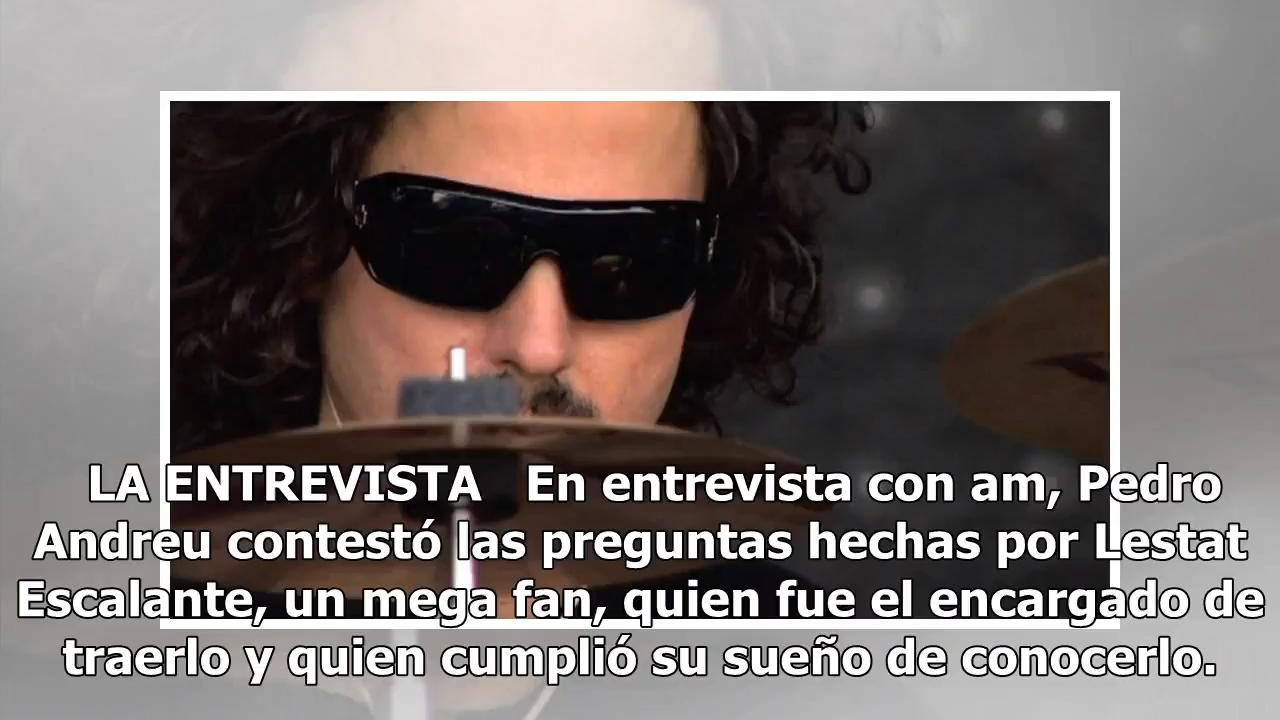 LA ENTREVISTA   En entrevista con am, Pedro
Andreu contestó las preguntas hechas por Lestat
Escalante, un mega fan, quien fue el encargado de
traerlo y quien cumplió su sueño de conocerlo.